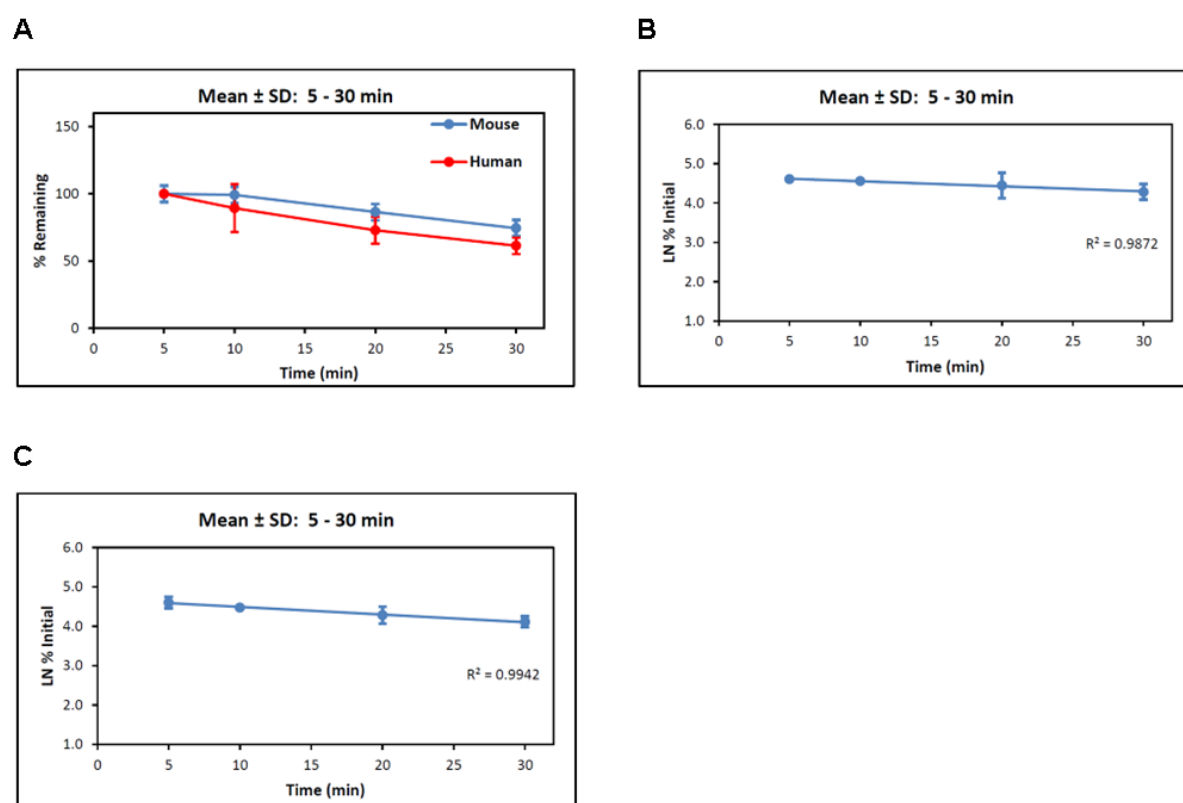 A
Mean ± SD: 5 - 30 min
Mouse
Human
% Remaining
150
100
50
0
0 5 10 15 20 25 30
Time (min)
B
Mean ± SD: 5 - 30 min
LN % Initial
6.0
5.0
4.0
3.0
2.0
1.0
R² = 0.9872
0 5 10 15 20 25 30
Time (min)
C
Mean ± SD: 5 - 30 min
LN % Initial
6.0
5.0
4.0
3.0
2.0
1.0
R² = 0.9942
0 5 10 15 20 25 30
Time (min)